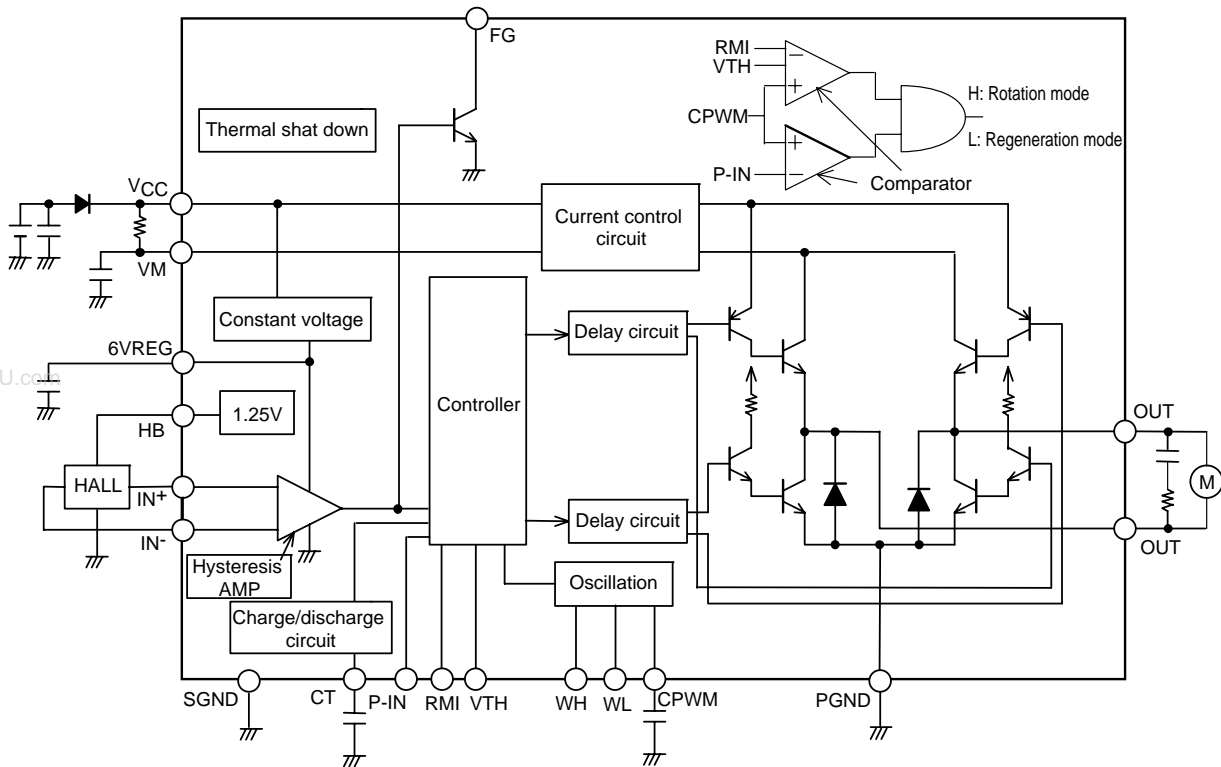 FG
RMI
VTH
CPWM
P-IN
H: Rotation mode
L: Regeneration mode
Comparator
Thermal shat down
VCC
VM
Current control
circuit
Constant voltage
6VREG
U.com
HB
1.25V
HALL
IN+
IN-
Hysteresis
AMP
Controller
Delay circuit
Delay circuit
Oscillation
Charge/discharge
circuit
OUT
M
OUT
SGND
CT
P-IN
RMI
VTH
WH
WL
CPWM
PGND